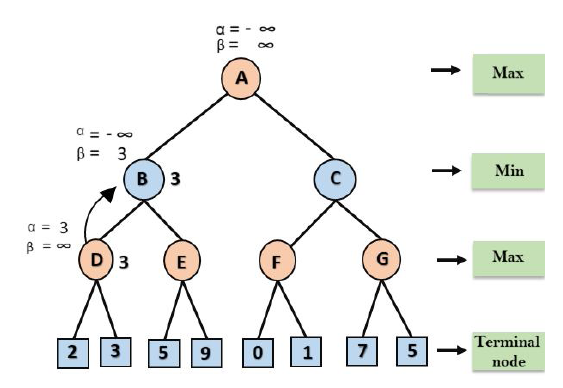 α = - ∞
β = ∞
A
Max
α = - ∞
β = 3
B 3
C
Min
α = 3
β = ∞
D 3
E
F
G
Max
2 3 5 9 0 1 7 5
Terminal
node